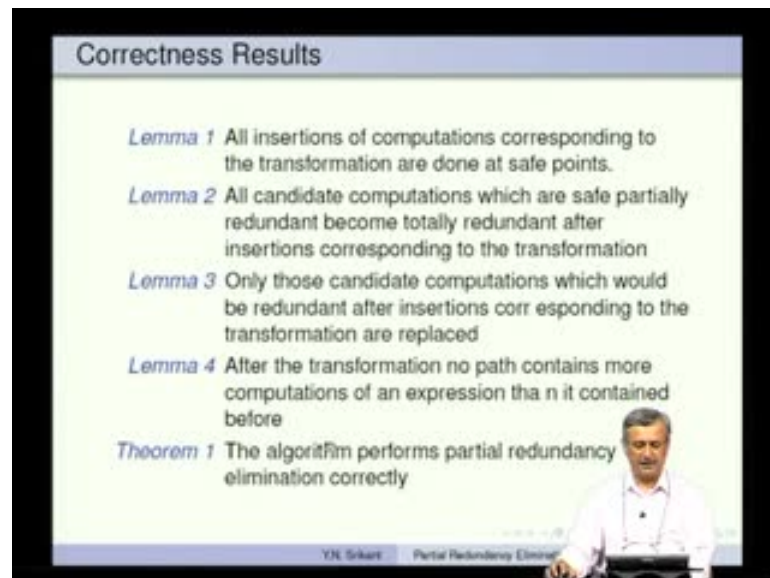 Correctness Results
Lemma 1 All insertions of computations corresponding to
the transformation are done at safe points.
Lemma 2 All candidate computations which are safe partially
redundant become totally redundant after
insertions corresponding to the transformation
Lemma 3 Only those candidate computations which would
be redundant after insertions corr esponding to the
transformation are replaced
Lemma 4 After the transformation no path contains more
computations of an expression tha n it contained
before
Theorem 1 The algorithm performs partial redundancy
elimination correctly
Y.N. Srikant Partial Redundancy